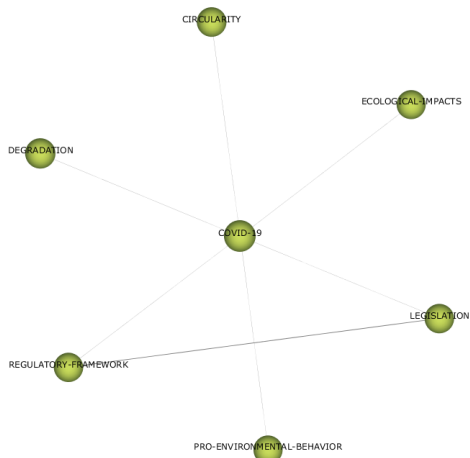 CIRCULARITY
ECOLOGICAL-IMPACTS
DEGRADATION
COVID-19
LEGISLATION
REGULATORY-FRAMEWORK
PRO-ENVIRONMENTAL-BEHAVIOR